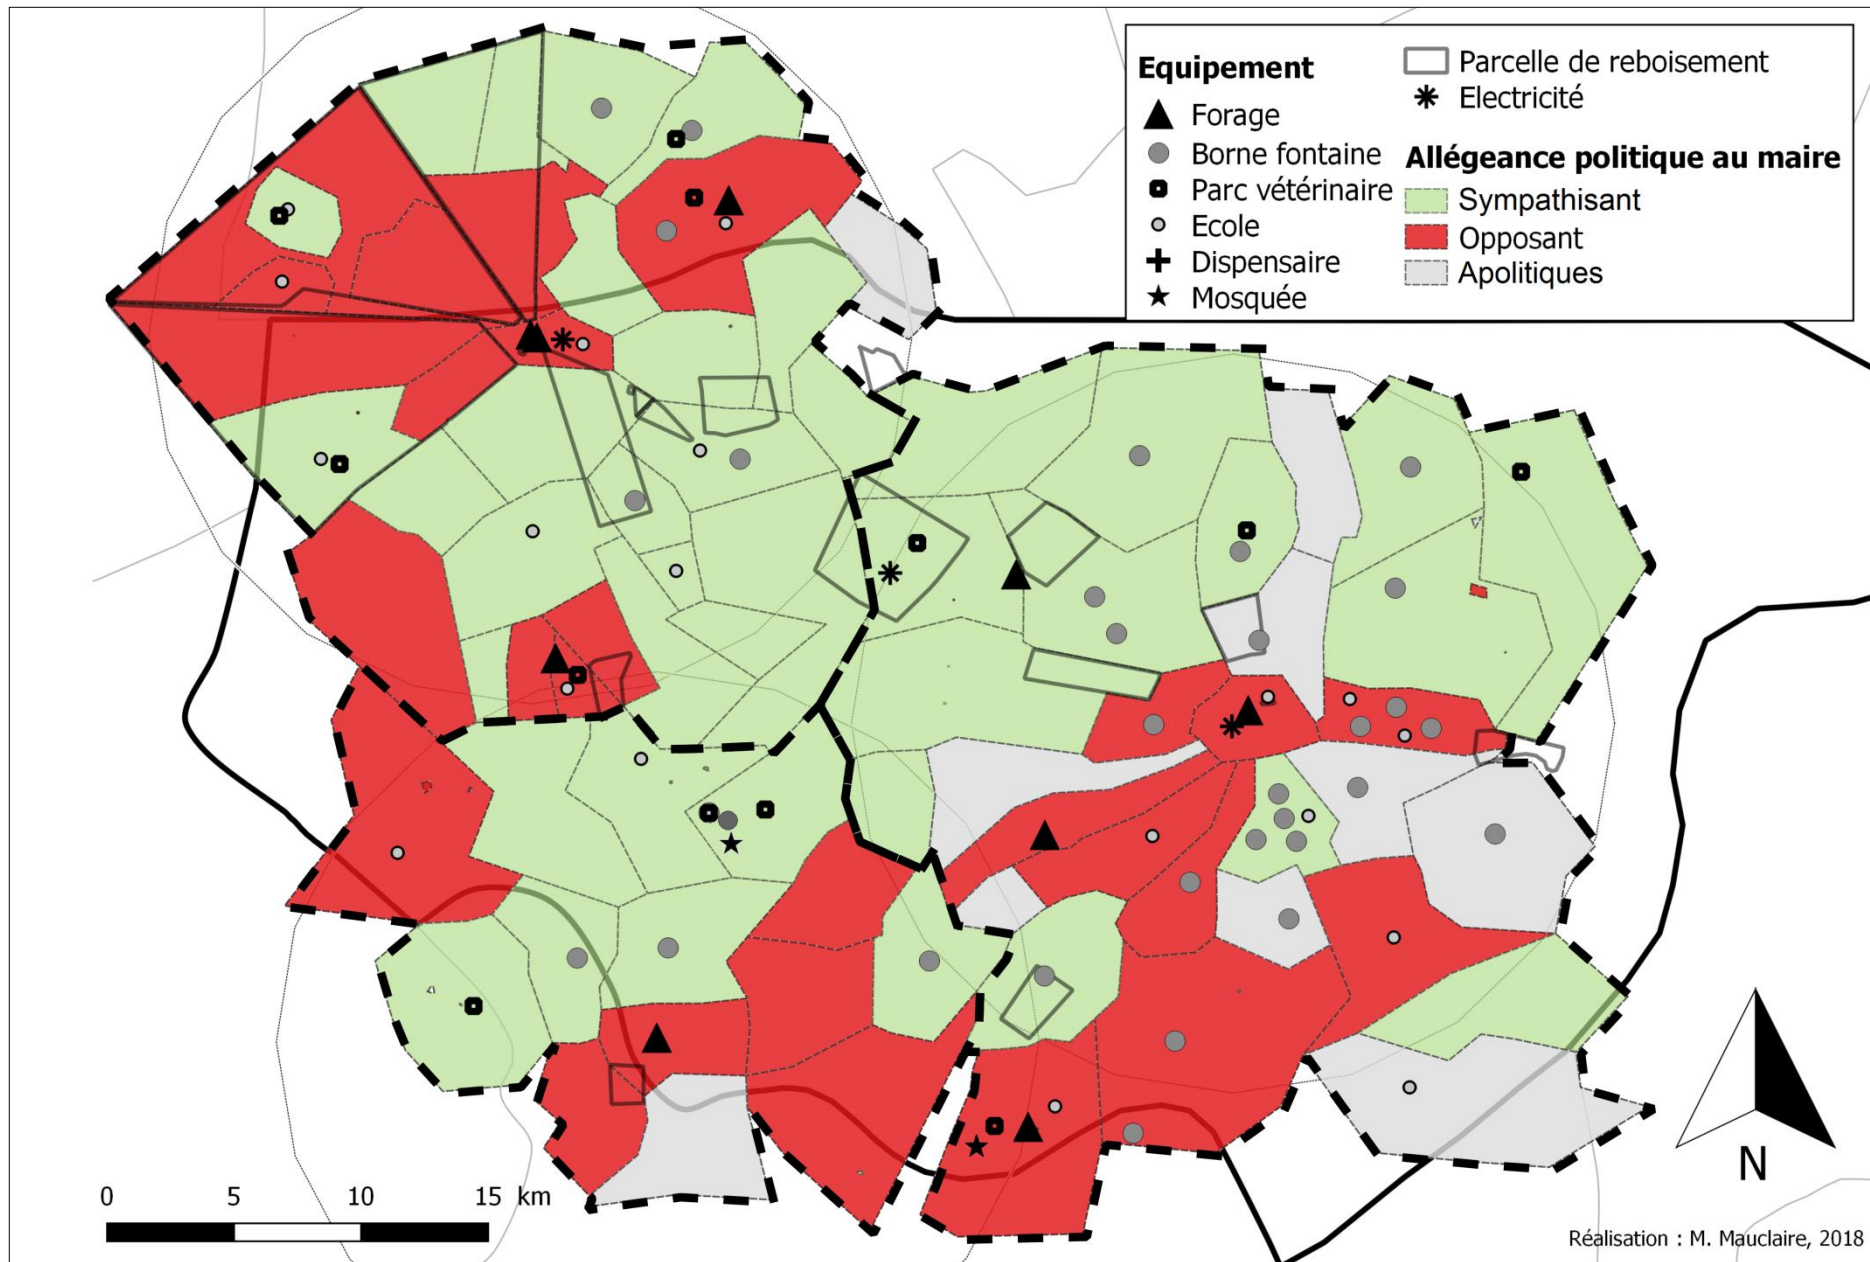 Equipement
Forage
Borne fontaine
Parc vétérinaire
Ecole
Dispensaire
Mosquée
Parcelle de reboisement
Electricité
Allégeance politique au maire
Sympathisant
Opposant
Apolitiques
0 5 10 15 km
N
Réalisation : M. Mauclaire, 2018